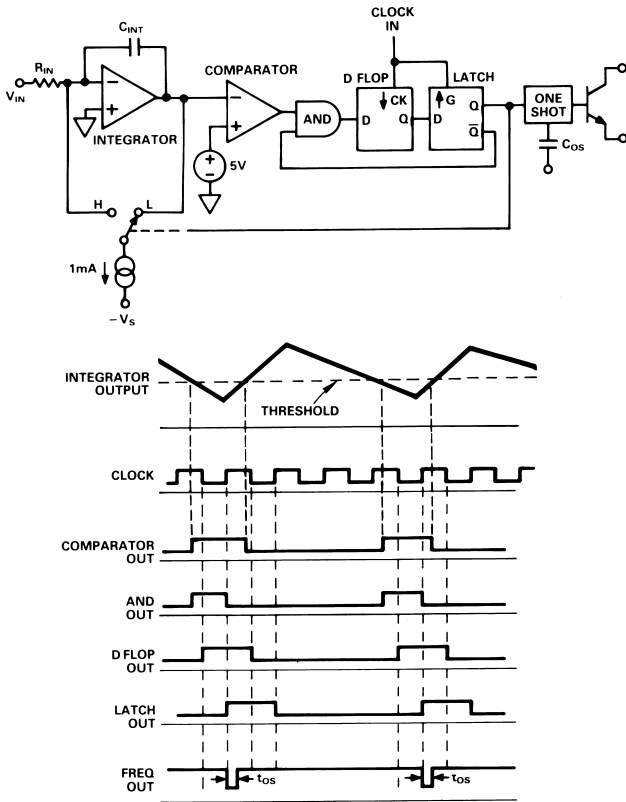 CLOCK
IN
C_INT
R_IN
V_IN
INTEGRATOR
COMPARATOR
5V
AND
D FLOP
CK
D
Q
LATCH
G
D
Q
Q̅
ONE
SHOT
C_OS
H
L
1mA
−V_S
INTEGRATOR
OUTPUT
THRESHOLD
CLOCK
COMPARATOR
OUT
AND
OUT
D FLOP
OUT
LATCH
OUT
FREQ
OUT
t_OS
t_OS